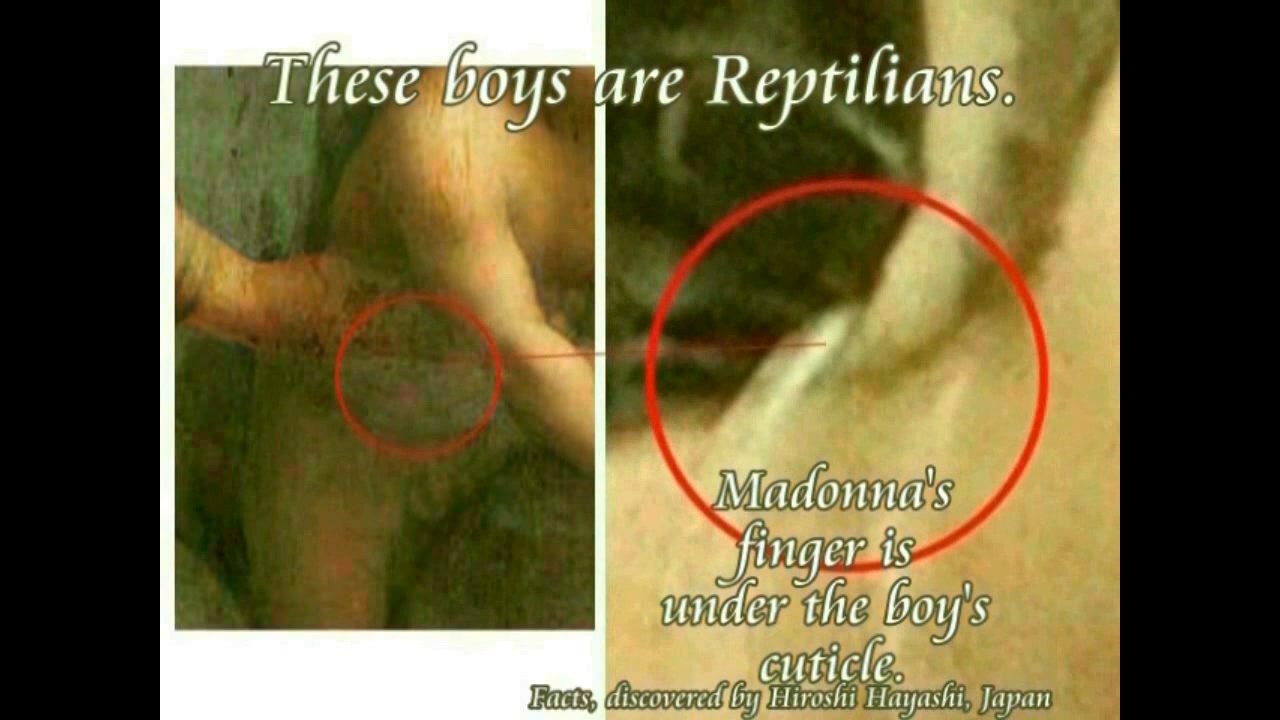 These boys are Reptilians.
Madonna's
finger is
under the boy's
cuticle.
Facts, discovered by Hiroshi Hayashi, Japan